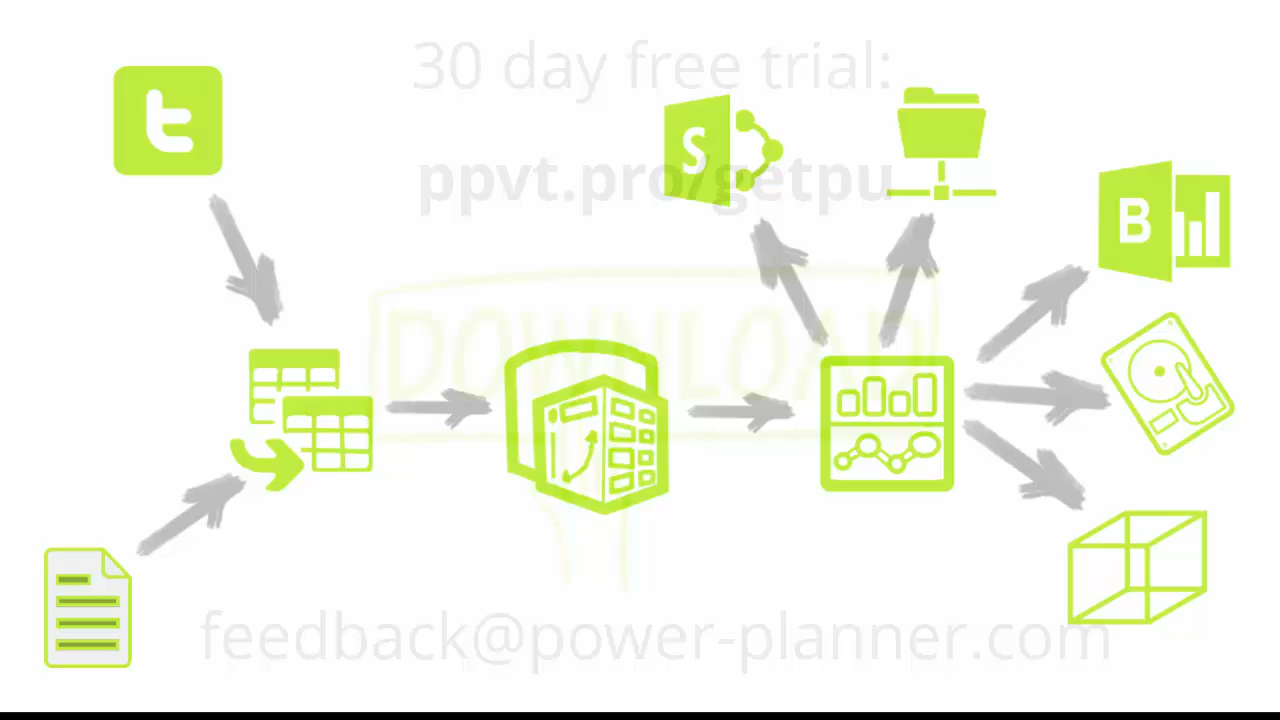 30 day free trial:
t
S
ppvt.pro/getpu
B
DOWNLOAD
feedback@power-planner.com